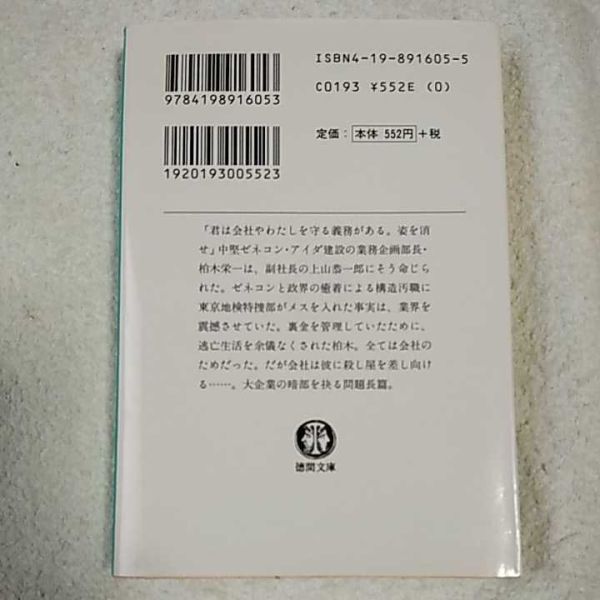 ISBN4-19-891605-5
9784198916053
C0193 ¥552E (0)
定価：本体 552円＋税
1920193005523
「君は会社やわたしを守る義務がある。姿を消
せ」中堅ゼネコン・アイダ建設の業務企画部長・
柏木栄一は、副社長の上山恭一郎にそう命じら
れた。ゼネコンと政界の癒着による構造汚職に
東京地検特捜部がメスを入れた事実は、業界を
震撼させていた。裏金を管理していたために、
逃亡生活を余儀なくされた柏木。全ては会社の
ためだった。だが会社は彼に殺し屋を差し向け
る……。大企業の暗部を抉る問題長篇。
徳間文庫